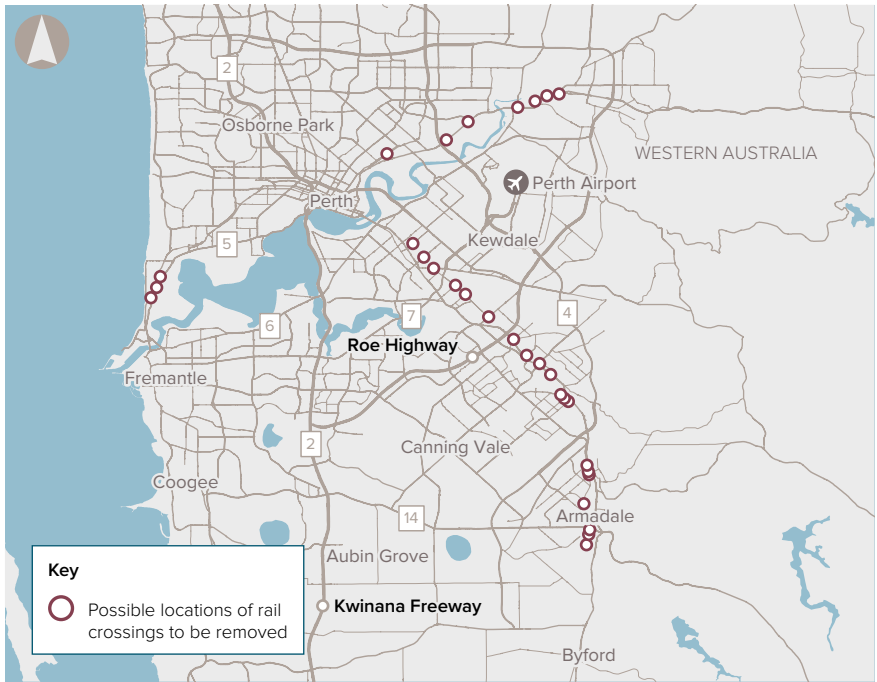 2
Osborne Park
WESTERN AUSTRALIA
Perth Airport
Perth
5
Kewdale
7
4
6
Roe Highway
Fremantle
2
Canning Vale
Coogee
14
Armadale
Aubin Grove
Key
Possible locations of rail
crossings to be removed
Kwinana Freeway
Byford